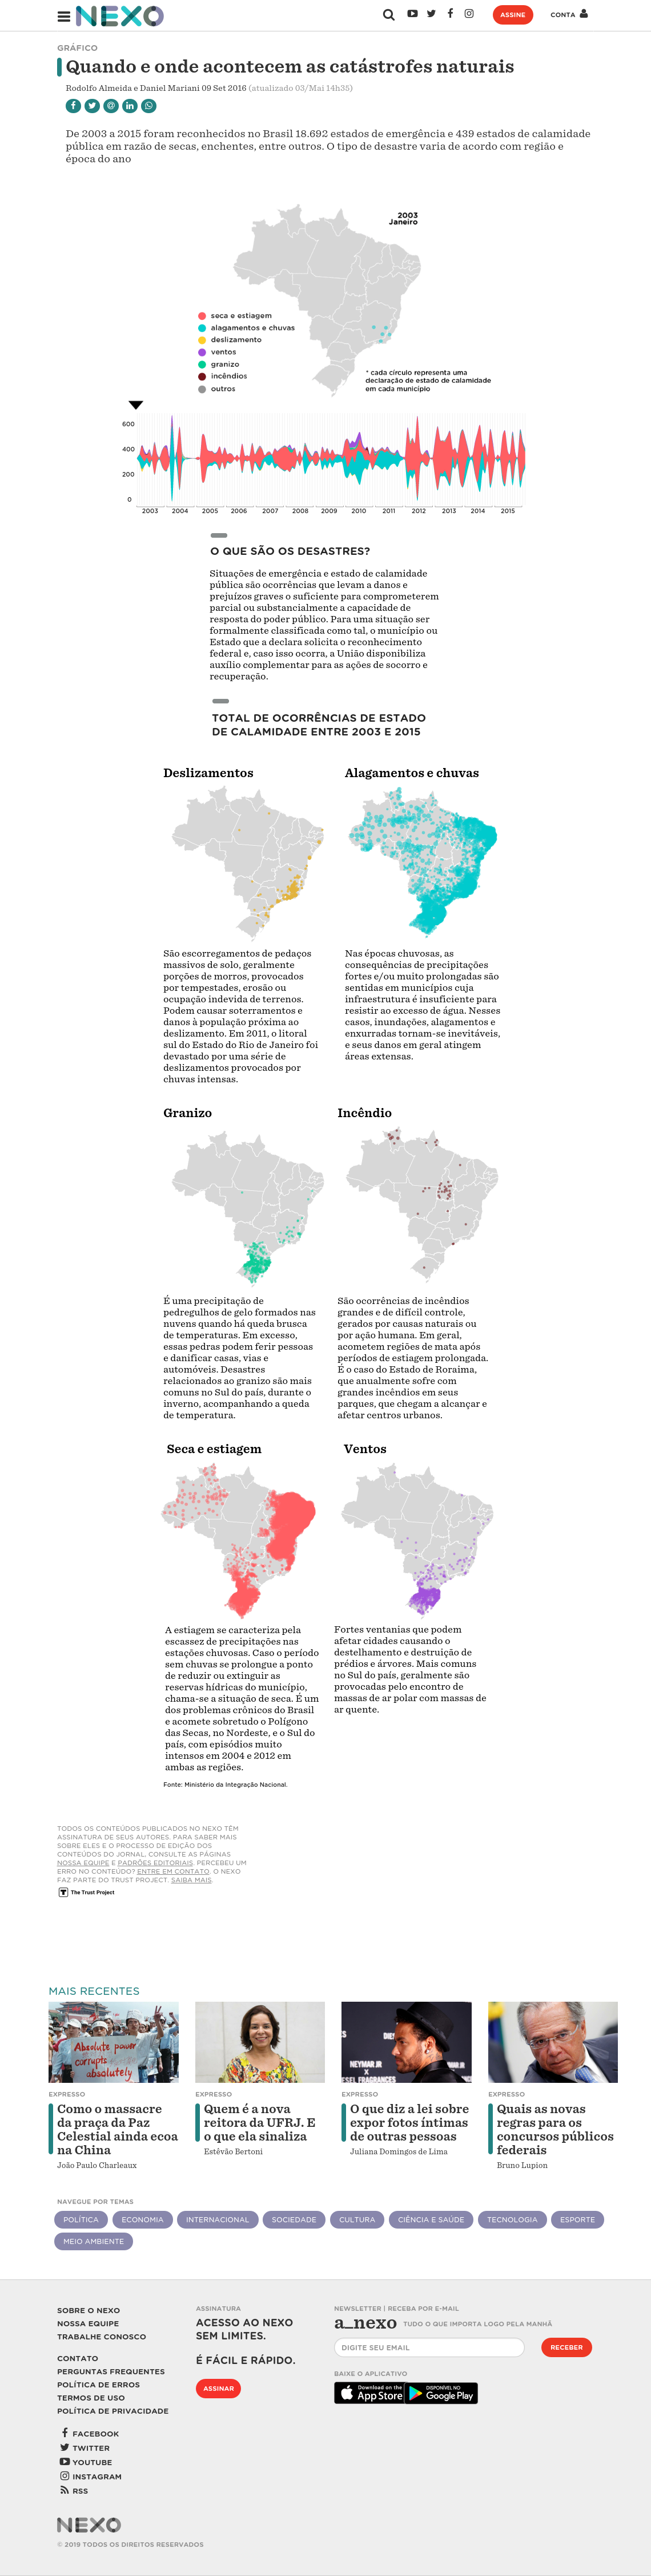 NEXO
ASSINE
CONTA
GRÁFICO
Quando e onde acontecem as catástrofes naturais
Rodolfo Almeida e Daniel Mariani 09 Set 2016 (atualizado 03/Mai 14h35)
De 2003 a 2015 foram reconhecidos no Brasil 18.692 estados de emergência e 439 estados de calamidade
pública em razão de secas, enchentes, entre outros. O tipo de desastre varia de acordo com região e
época do ano
2003
Janeiro
seca e estiagem
alagamentos e chuvas
deslizamento
ventos
granizo
incêndios
outros
* cada círculo representa uma
declaração de estado de calamidade
em cada município
600
400
200
0
2003 2004 2005 2006 2007 2008 2009 2010 2011 2012 2013 2014 2015
O QUE SÃO OS DESASTRES?
Situações de emergência e estado de calamidade
pública são ocorrências que levam a danos e
prejuízos graves o suficiente para comprometerem
parcial ou substancialmente a capacidade de
resposta do poder público. Para uma situação ser
formalmente classificada como tal, o município ou
Estado que a declara solicita o reconhecimento
federal e, caso isso ocorra, a União disponibiliza
auxílio complementar para as ações de socorro e
recuperação.
TOTAL DE OCORRÊNCIAS DE ESTADO
DE CALAMIDADE ENTRE 2003 E 2015
Deslizamentos
São escorregamentos de pedaços
massivos de solo, geralmente
porções de morros, provocados
por tempestades, erosão ou
ocupação indevida de terrenos.
Podem causar soterramentos e
danos à população próxima ao
deslizamento. Em 2011, o litoral
sul do Estado do Rio de Janeiro foi
devastado por uma série de
deslizamentos provocados por
chuvas intensas.
Alagamentos e chuvas
Nas épocas chuvosas, as
consequências de precipitações
fortes e/ou muito prolongadas são
sentidas em municípios cuja
infraestrutura é insuficiente para
resistir ao excesso de água. Nesses
casos, inundações, alagamentos e
enxurradas tornam-se inevitáveis,
e seus danos em geral atingem
áreas extensas.
Granizo
É uma precipitação de
pedregulhos de gelo formados nas
nuvens quando há queda brusca
de temperaturas. Em excesso,
essas pedras podem ferir pessoas
e danificar casas, vias e
automóveis. Desastres
relacionados ao granizo são mais
comuns no Sul do país, durante o
inverno, acompanhando a queda
de temperatura.
Incêndio
São ocorrências de incêndios
grandes e de difícil controle,
gerados por causas naturais ou
por ação humana. Em geral,
acometem regiões de mata após
períodos de estiagem prolongada.
É o caso do Estado de Roraima,
que anualmente sofre com
grandes incêndios em seus
parques, que chegam a alcançar e
afetar centros urbanos.
Seca e estiagem
A estiagem se caracteriza pela
escassez de precipitações nas
estações chuvosas. Caso o período
sem chuvas se prolongue a ponto
de reduzir ou extinguir as
reservas hídricas do município,
chama-se a situação de seca. É um
dos problemas crônicos do Brasil
e acomete sobretudo o Polígono
das Secas, no Nordeste, e o Sul do
país, com episódios muito
intensos em 2004 e 2012 em
ambas as regiões.
Ventos
Fortes ventanias que podem
afetar cidades causando o
destelhamento e destruição de
prédios e árvores. Mais comuns
no Sul do País, geralmente são
provocadas pelo encontro de
massas de ar polar com massas de
ar quente.
Fonte: Ministério da Integração Nacional.
TODOS OS CONTEÚDOS PUBLICADOS NO NEXO TÊM
ASSINATURA DE SEUS AUTORES. PARA SABER MAIS
SOBRE ELES E O PROCESSO DE EDIÇÃO DOS
CONTEÚDOS DO JORNAL, CONSULTE AS PÁGINAS
NOSSA EQUIPE E PADRÕES EDITORIAIS. PERCEBEU UM
ERRO NO CONTEÚDO? ENTRE EM CONTATO. O NEXO
FAZ PARTE DO TRUST PROJECT. SAIBA MAIS.
The Trust Project
MAIS RECENTES
Absolute power
corrupts
absolutely
NEYMAR JR
DIESEL FRAGRANCES
EXPRESSO
Como o massacre
da praça da Paz
Celestial ainda ecoa
na China
João Paulo Charleaux
EXPRESSO
Quem é a nova
reitora da UFRJ. E
o que ela sinaliza
Estêvão Bertoni
EXPRESSO
O que diz a lei sobre
expor fotos íntimas
de outras pessoas
Juliana Domingos de Lima
EXPRESSO
Quais as novas
regras para os
concursos públicos
federais
Bruno Lupion
NAVEGUE POR TEMAS
POLÍTICA ECONOMIA INTERNACIONAL SOCIEDADE CULTURA CIÊNCIA E SAÚDE TECNOLOGIA ESPORTE
MEIO AMBIENTE
SOBRE O NEXO
NOSSA EQUIPE
TRABALHE CONOSCO
CONTATO
PERGUNTAS FREQUENTES
POLÍTICA DE ERROS
TERMOS DE USO
POLÍTICA DE PRIVACIDADE
FACEBOOK
TWITTER
YOUTUBE
INSTAGRAM
RSS
ASSINATURA
ACESSO AO NEXO
SEM LIMITES.
É FÁCIL E RÁPIDO.
ASSINAR
NEWSLETTER | RECEBA POR E-MAIL
a_nexo TUDO O QUE IMPORTA LOGO PELA MANHÃ
DIGITE SEU EMAIL
RECEBER
BAIXE O APLICATIVO
Download on the
App Store
DISPONÍVEL NO
Google Play
NEXO
© 2019 TODOS OS DIREITOS RESERVADOS